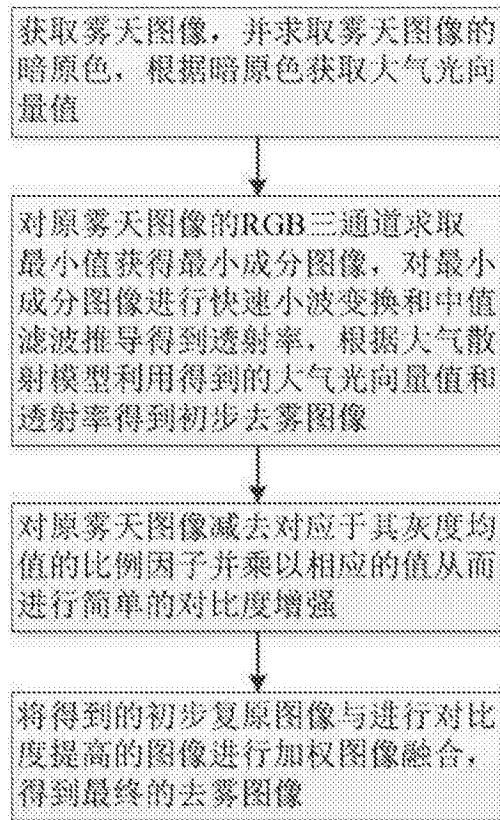 获取雾天图像，并求取雾天图像的
暗原色，根据暗原色获取大气光向
量值
对原雾天图像的RGB三通道求取
最小值获得最小成分图像，对最小
成分图像进行快速小波变换和中值
滤波推导得到透射率，根据大气散
射模型利用得到的大气光向量值和
透射率得到初步去雾图像
对原雾天图像减去对应于其灰度均
值的比例因子并乘以相应的值从而
进行简单的对比度增强
将得到的初步复原图像与进行对比
度提高的图像进行加权图像融合，
得到最终的去雾图像